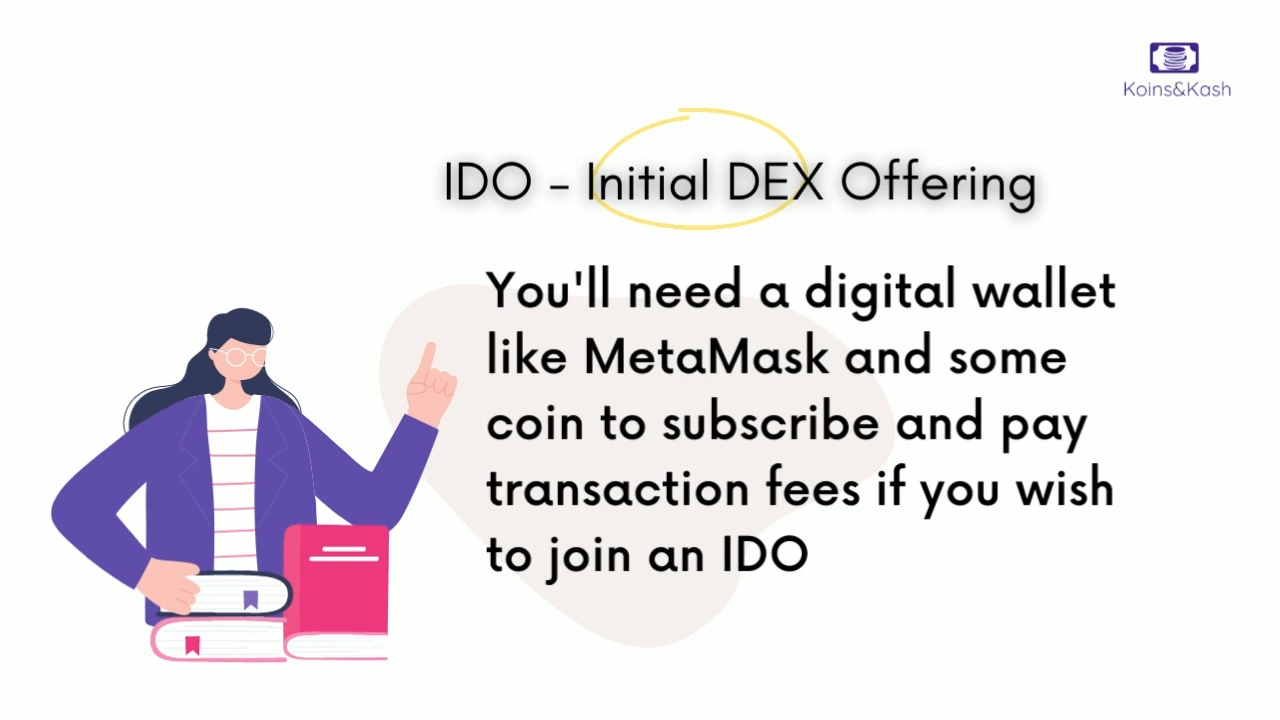 Koins&Kash
IDO - Initial DEX Offering
You'll need a digital wallet
like MetaMask and some
coin to subscribe and pay
transaction fees if you wish
to join an IDO